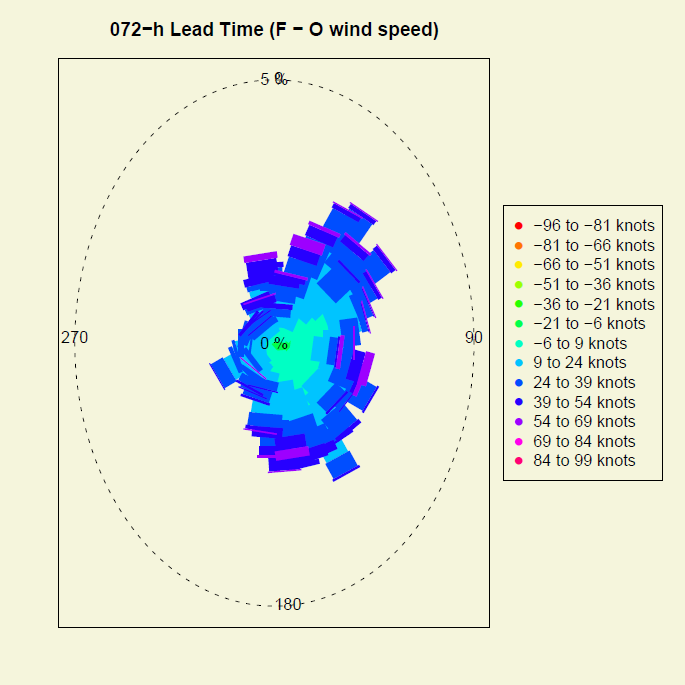 072−h Lead Time (F − O wind speed)
5 %
0
270
0 %
90
180
−96 to −81 knots
−81 to −66 knots
−66 to −51 knots
−51 to −36 knots
−36 to −21 knots
−21 to −6 knots
−6 to 9 knots
9 to 24 knots
24 to 39 knots
39 to 54 knots
54 to 69 knots
69 to 84 knots
84 to 99 knots